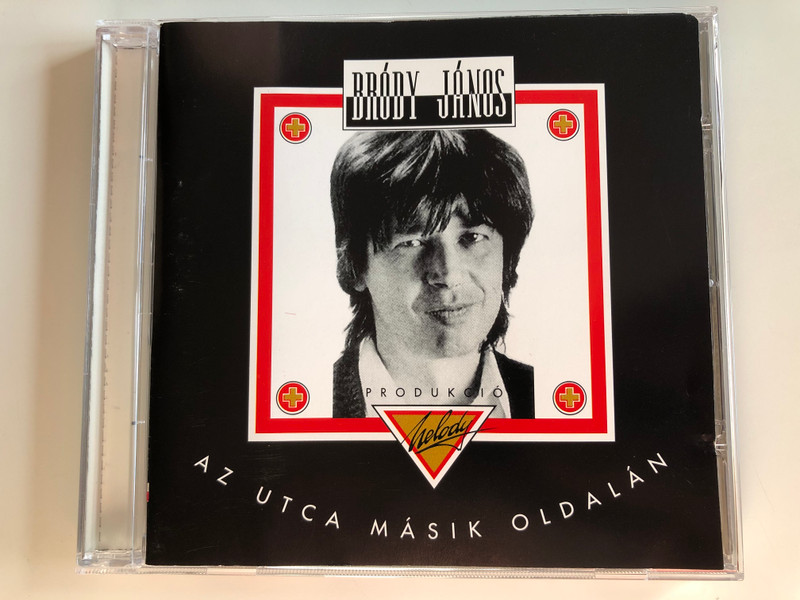 BRÓDY JÁNOS
PRODUKCIÓ
Melody
AZ UTCA MÁSIK OLDALÁN